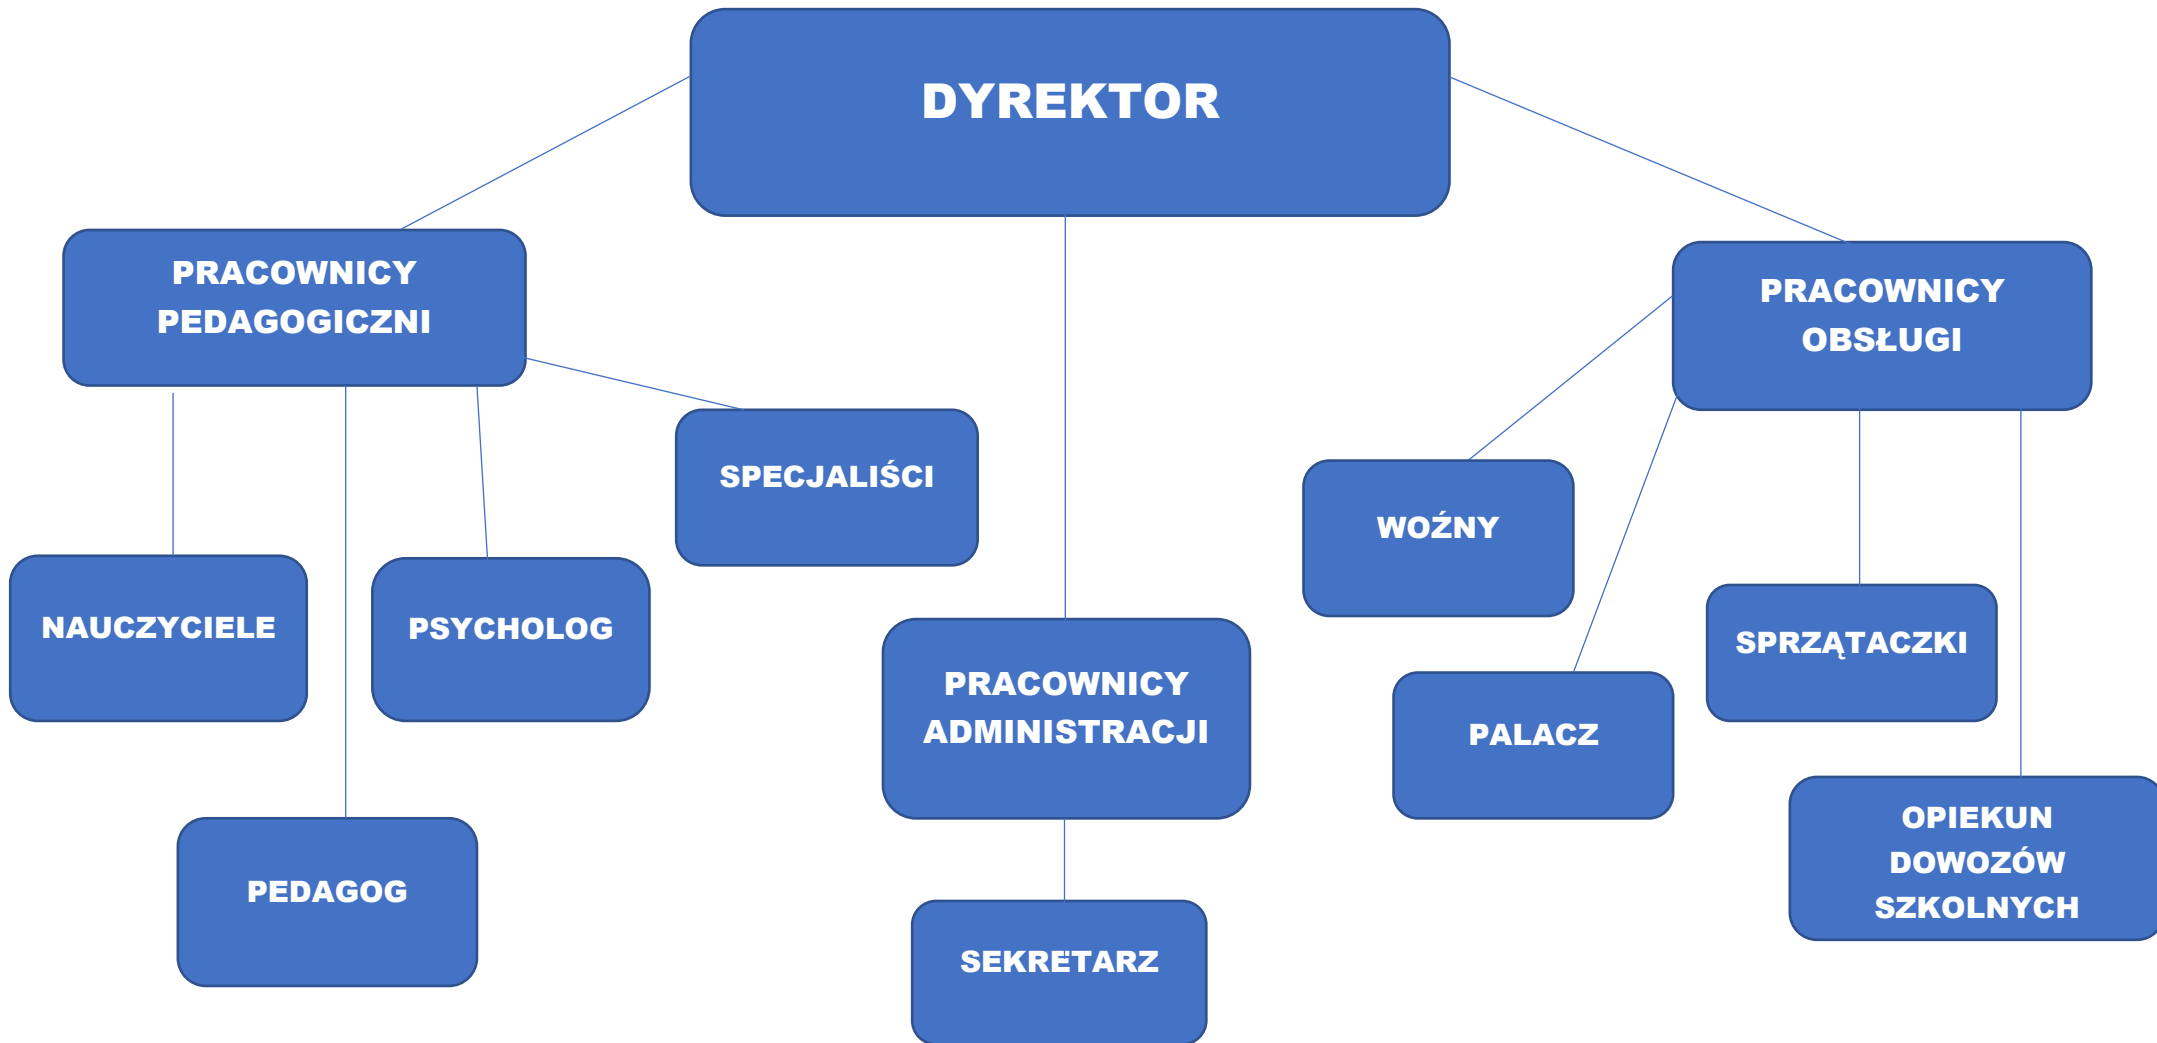 DYREKTOR
PRACOWNICY
PEDAGOGICZNI
PRACOWNICY
OBSŁUGI
SPECJALIŚCI
WOŹNY
NAUCZYCIELE
PSYCHOLOG
SPRZĄTACZKI
PRACOWNICY
ADMINISTRACJI
PALACZ
OPIEKUN
DOWOZÓW
SZKOLNYCH
PEDAGOG
SEKRETARZ